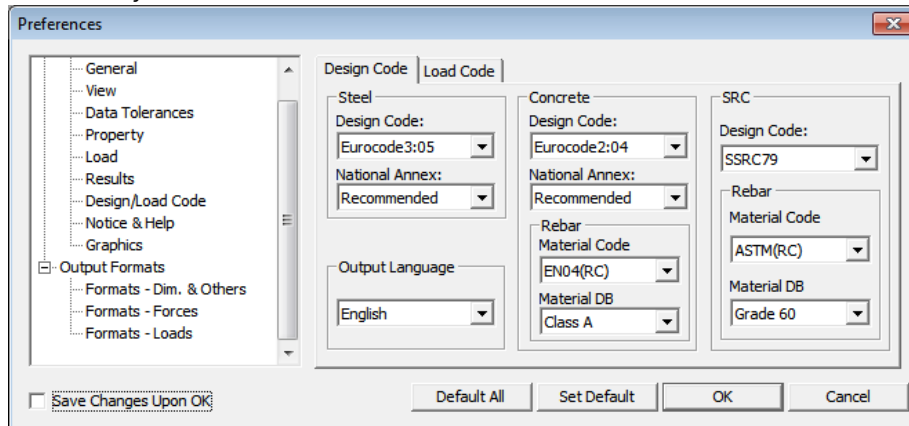 Preferences
General
View
Data Tolerances
Property
Load
Results
Design/Load Code
Notice & Help
Graphics
Output Formats
Formats - Dim. & Others
Formats - Forces
Formats - Loads
Design Code Load Code
Steel
Design Code:
Eurocode3:05
National Annex:
Recommended
Output Language
English
Concrete
Design Code:
Eurocode2:04
National Annex:
Recommended
Rebar
Material Code
EN04(RC)
Material DB
Class A
SRC
Design Code:
SSRC79
Rebar
Material Code
ASTM(RC)
Material DB
Grade 60
Save Changes Upon OK
Default All Set Default OK Cancel